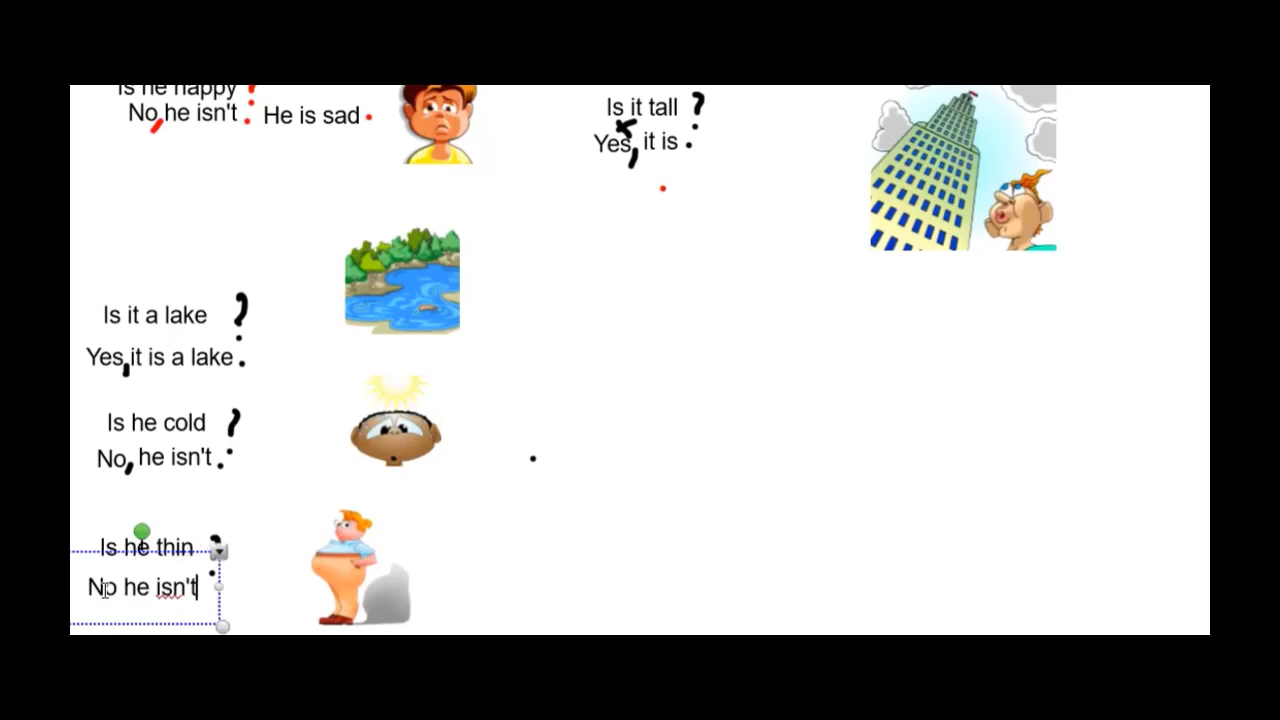 Is he happy ?
No, he isn't. He is sad.
Is it tall ?
Yes, it is.
Is it a lake ?
Yes, it is a lake.
Is he cold ?
No, he isn't.
Is he thin ?
No he isn't